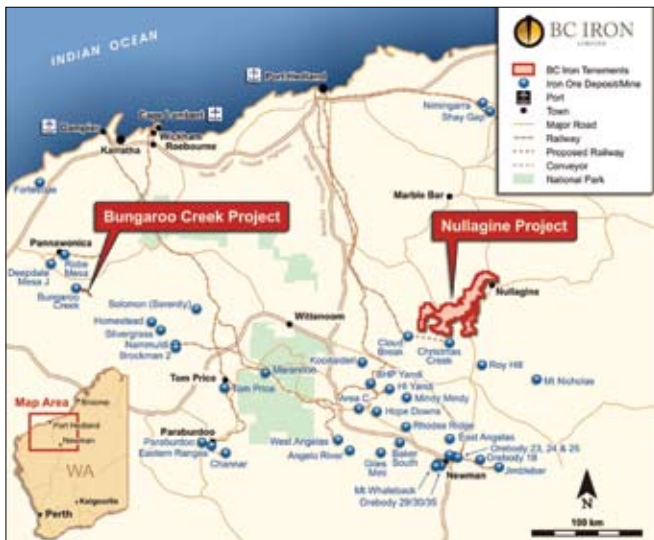 INDIAN OCEAN
BC IRON
LIMITED
BC Iron Tenements
Iron Ore Deposit/Mine
Port
Town
Major Road
Railway
Proposed Railway
Conveyor
National Park
Port Hedland
Nimingarra
Shay Gap
Cape Lambert
Dampier
Wickham
Karratha
Roebourne
Fortescue
Marble Bar
Bungaroo Creek Project
Nullagine Project
Pannawonica
Robe
Mesa
Deepdale
Mesa J
Bungaroo
Creek
Nullagine
Solomon (Serenity)
Homestead
Silvergrass
Nammuldi
Brockman 2
Wittenoom
Cloud
Break
Christmas
Creek
Koodaideri
Roy Hill
Mt Nicholas
Marandoo
BHP Yandi
HI Yandi
Mindy Mindy
Tom Price
Tom Price
Area C
Hope Downs
Rhodes Ridge
Map Area
Broome
Port Hedland
Newman
WA
Kalgoorlie
Perth
Paraburdoo
Paraburdoo
Eastern Ranges
Channar
West Angelas
Angelo River
Giles
Mini
Baker
South
East Angelas
Orebody 23, 24 & 25
Orebody 18
Jimblebar
Newman
Mt Whaleback
Orebody 29/30/35
N
100 km